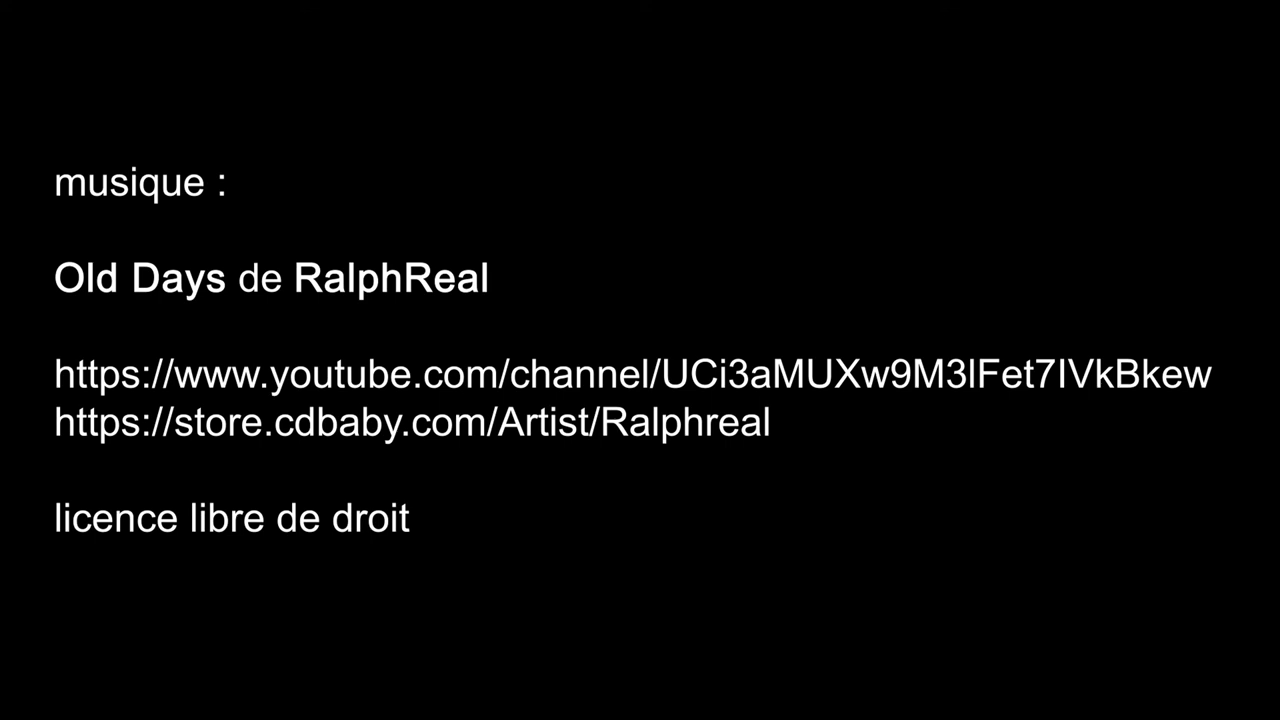 musique :
Old Days de RalphReal
https://www.youtube.com/channel/UCi3aMUXw9M3lFet7IVkBkew
https://store.cdbaby.com/Artist/Ralphreal
licence libre de droit